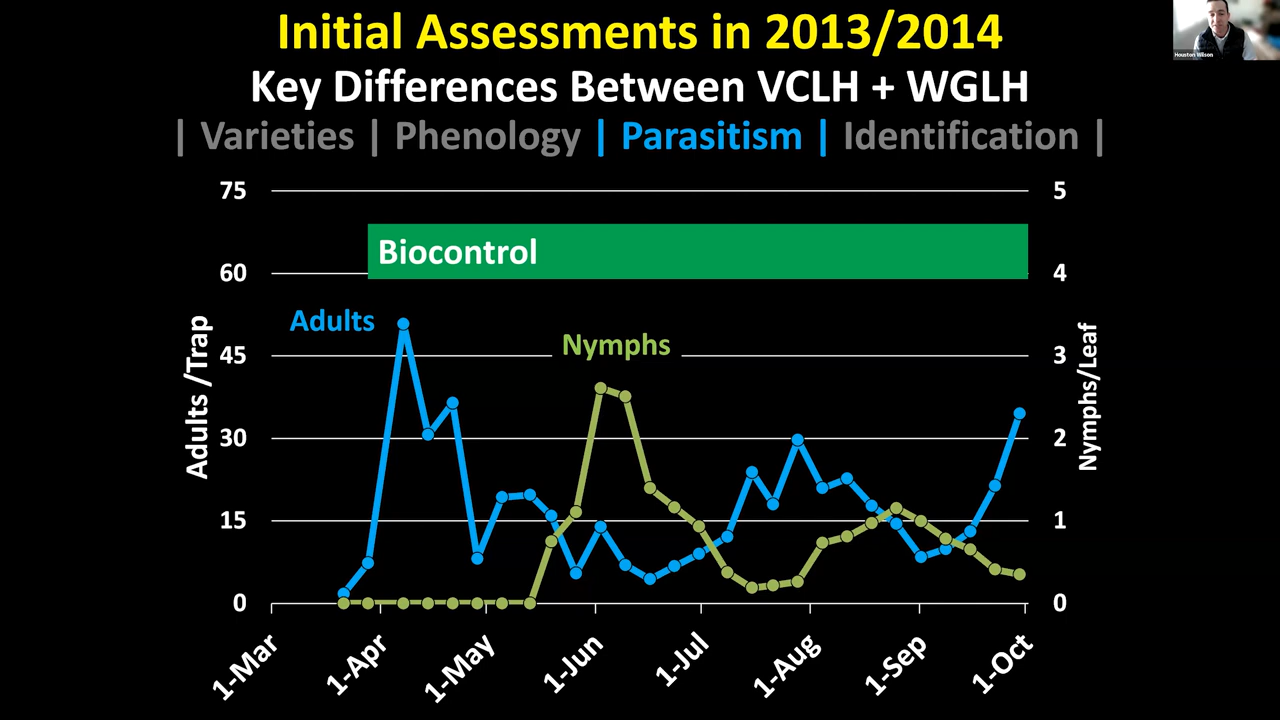 Initial Assessments in 2013/2014
Houston Wilson
Key Differences Between VCLH + WGLH
| Varieties | Phenology | Parasitism | Identification |
75
5
Biocontrol
60
4
Adults
Nymphs
45
3
Adults /Trap
Nymphs/Leaf
30
2
15
1
0
0
1-Mar
1-Apr
1-May
1-Jun
1-Jul
1-Aug
1-Sep
1-Oct